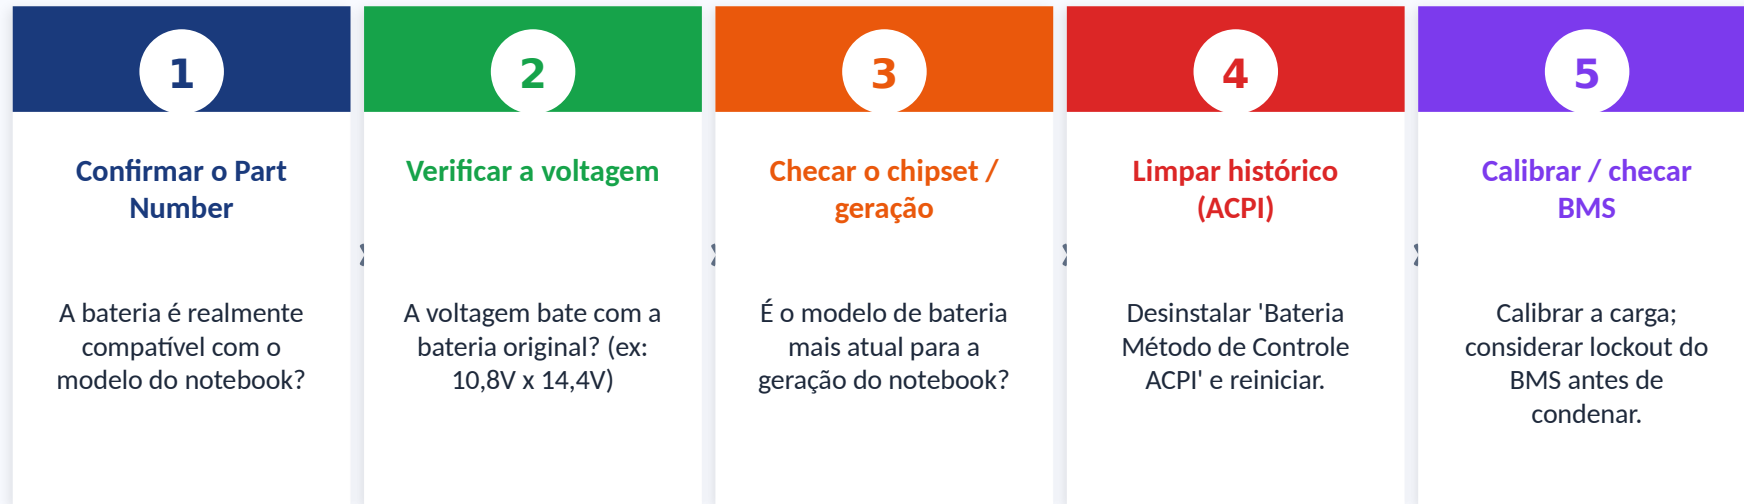 1
Confirmar o Part
Number
A bateria é realmente
compatível com o
modelo do notebook?
2
Verificar a voltagem
A voltagem bate com a
bateria original? (ex:
10,8V x 14,4V)
3
Checar o chipset /
geração
É o modelo de bateria
mais atual para a
geração do notebook?
4
Limpar histórico
(ACPI)
Desinstalar 'Bateria
Método de Controle
ACPI' e reiniciar.
5
Calibrar / checar
BMS
Calibrar a carga;
considerar lockout do
BMS antes de
condenar.